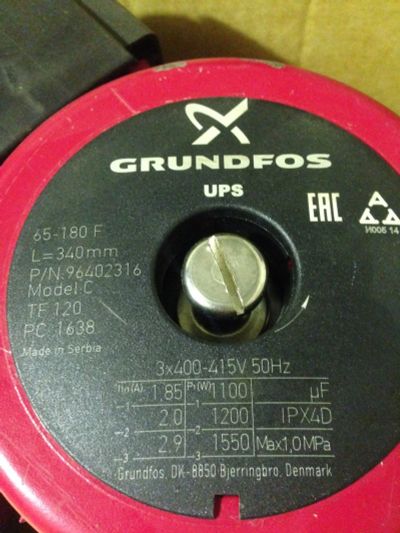 GRUNDFOS
UPS
EAC
65-180 F
L=340mm
P/N:96402316
Model:C
TF 120
PC 1638
Made in Serbia
H006 14
3x400-415V 50Hz
I1/1(A) P1(W)
1 1.85 1 1100 µF
2 2.0 2 1200 IPX4D
3 2.9 3 1550 Max1,0MPa
Grundfos, DK-8850 Bjerringbro, Denmark